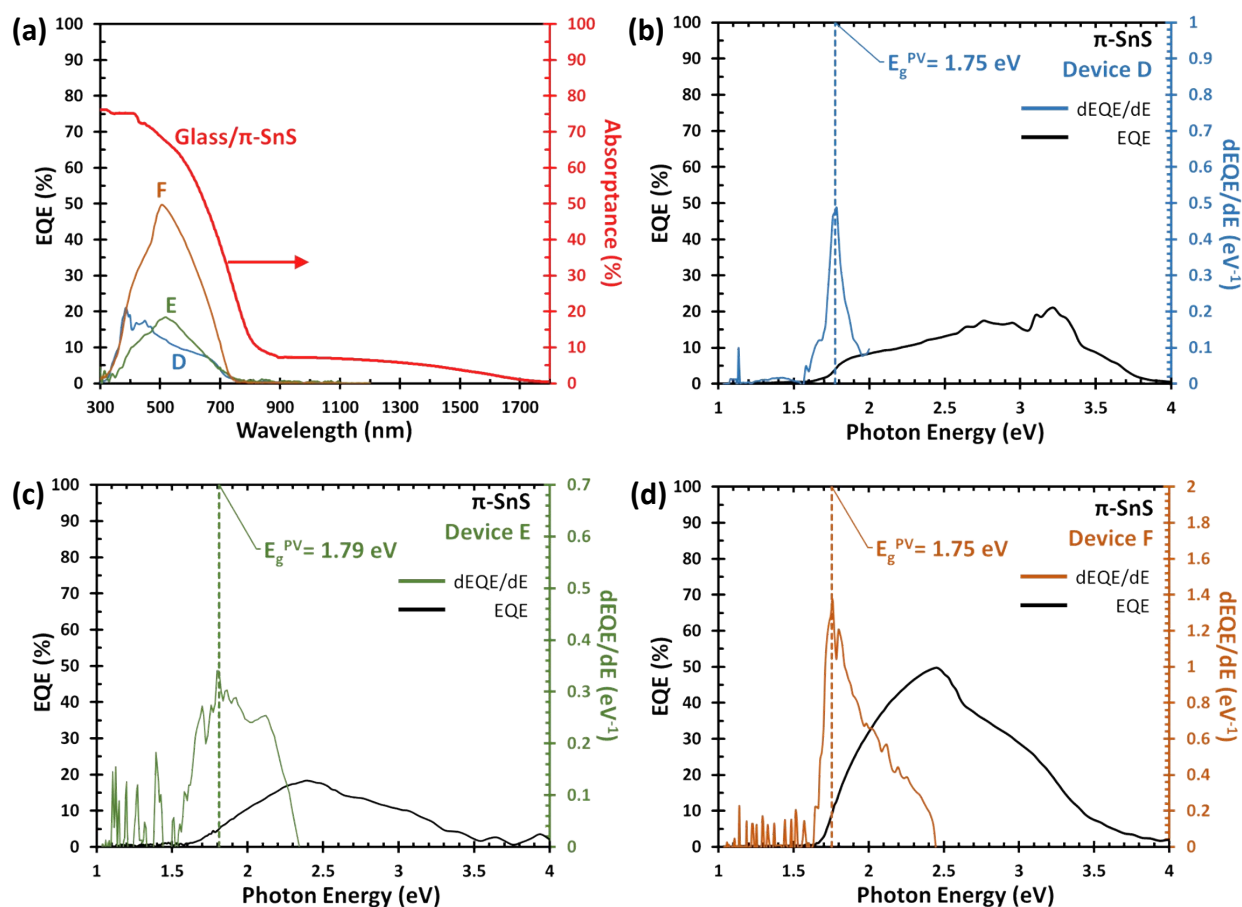 (a)
100
90
80
70
60
50
40
30
20
10
0
EQE (%)
300 500 700 900 1100 1300 1500 1700
Wavelength (nm)
100
90
80
70
60
50
40
30
20
10
0
Absorptance (%)
Glass/π-SnS
F
E
D
(b)
100
90
80
70
60
50
40
30
20
10
0
EQE (%)
1 1.5 2 2.5 3 3.5 4
Photon Energy (eV)
1
0.9
0.8
0.7
0.6
0.5
0.4
0.3
0.2
0.1
0
dEQE/dE (eV⁻¹)
π-SnS
E_g^PV= 1.75 eV
Device D
dEQE/dE
EQE
(c)
100
90
80
70
60
50
40
30
20
10
0
EQE (%)
1 1.5 2 2.5 3 3.5 4
Photon Energy (eV)
0.7
0.6
0.5
0.4
0.3
0.2
0.1
0
dEQE/dE (eV⁻¹)
π-SnS
Device E
E_g^PV= 1.79 eV
dEQE/dE
EQE
(d)
100
90
80
70
60
50
40
30
20
10
0
EQE (%)
1 1.5 2 2.5 3 3.5 4
Photon Energy (eV)
2
1.8
1.6
1.4
1.2
1
0.8
0.6
0.4
0.2
0
dEQE/dE (eV⁻¹)
π-SnS
Device F
E_g^PV= 1.75 eV
dEQE/dE
EQE